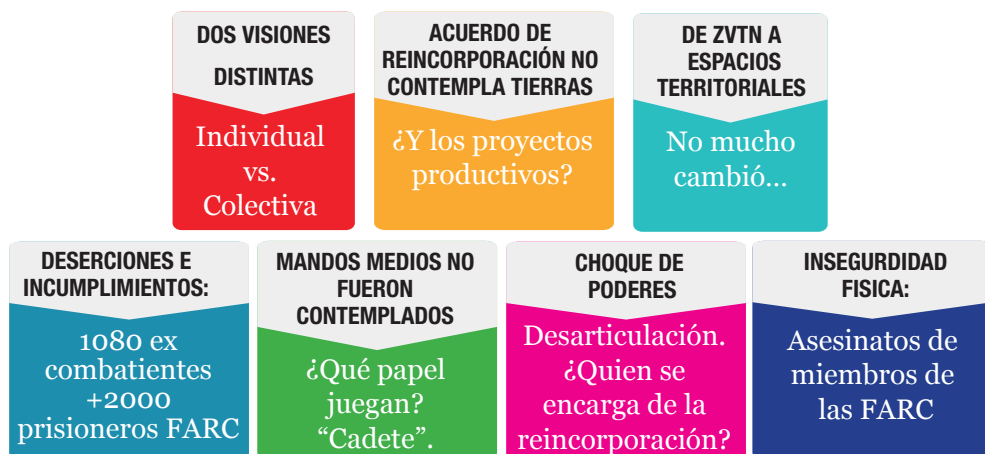 DOS VISIONES
DISTINTAS
Individual
vs.
Colectiva
ACUERDO DE
REINCORPORACIÓN NO
CONTEMPLA TIERRAS
¿Y los proyectos
productivos?
DE ZVTN A
ESPACIOS
TERRITORIALES
No mucho
cambió...
DESERCIONES E
INCUMPLIMIENTOS:
1080 ex
combatientes
+2000
prisioneros FARC
MANDOS MEDIOS NO
FUERON
CONTEMPLADOS
¿Qué papel
juegan?
“Cadete”.
CHOQUE DE
PODERES
Desarticulación.
¿Quien se
encarga de la
reincorporación?
INSEGURDIDAD
FISICA:
Asesinatos de
miembros de
las FARC